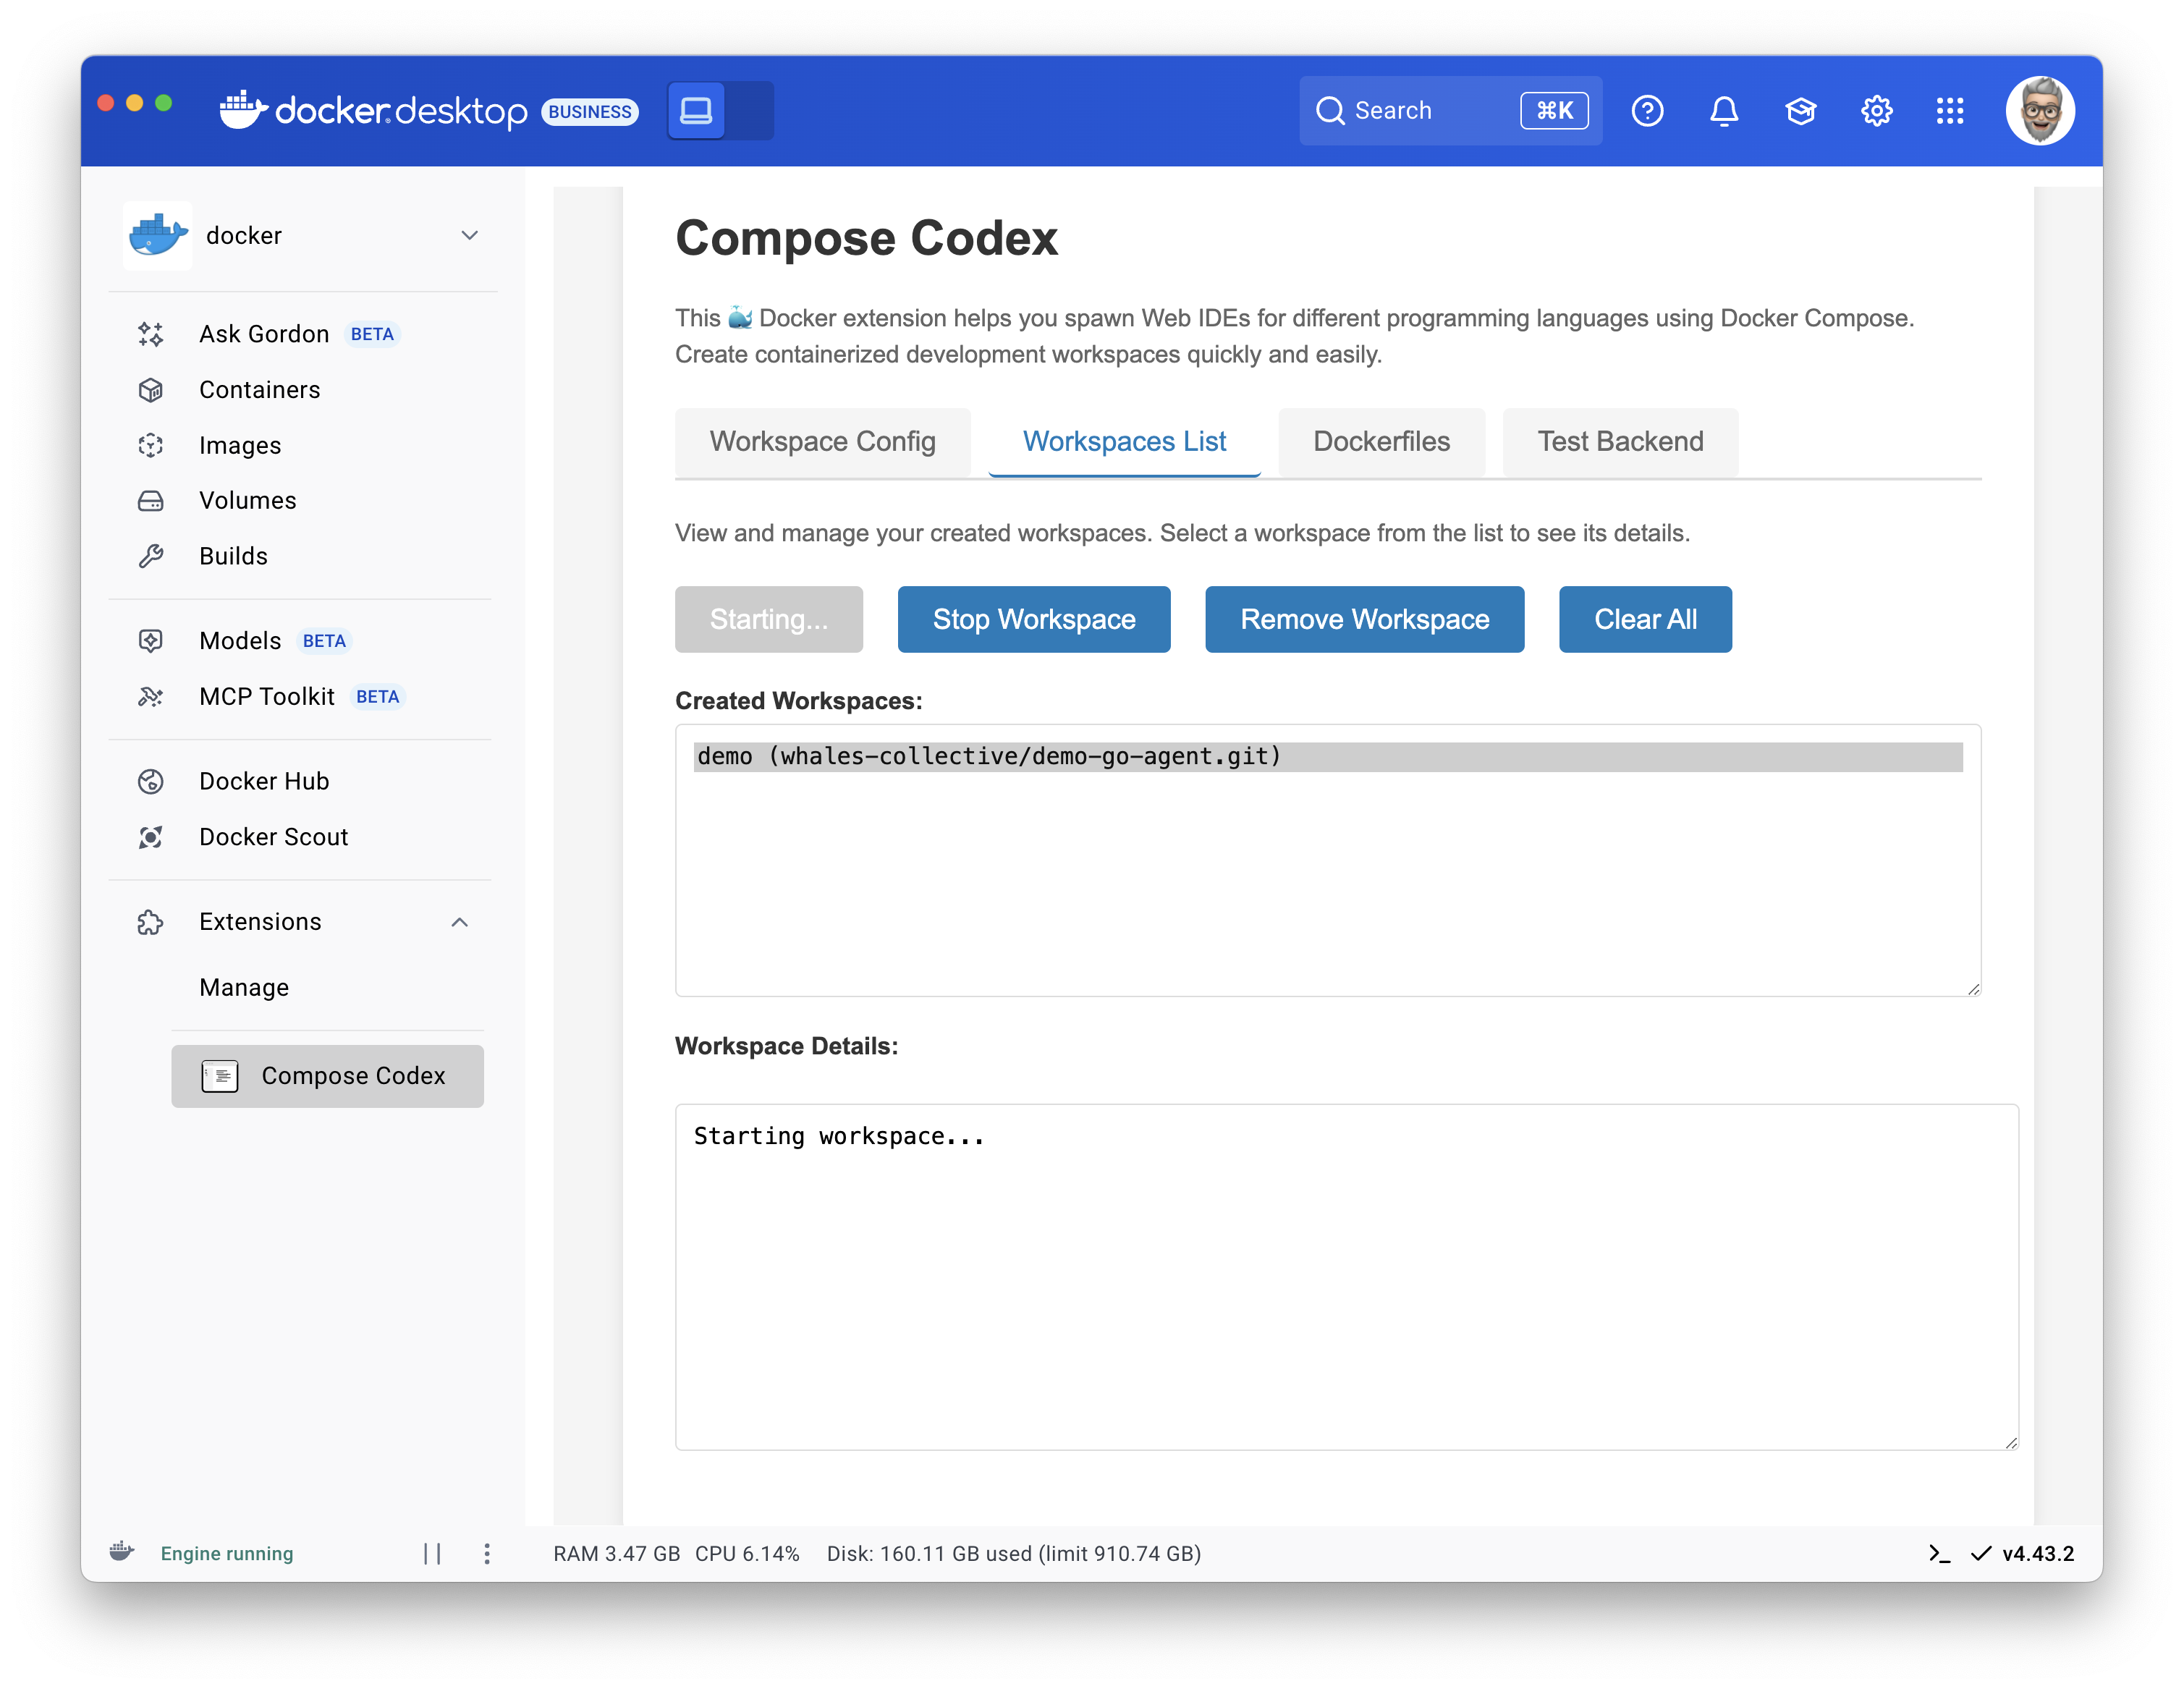 docker desktop BUSINESS
Search ⌘K
docker
Ask Gordon BETA
Containers
Images
Volumes
Builds
Models BETA
MCP Toolkit BETA
Docker Hub
Docker Scout
Extensions
Manage
Compose Codex
Compose Codex
This 🐳 Docker extension helps you spawn Web IDEs for different programming languages using Docker Compose.
Create containerized development workspaces quickly and easily.
Workspace Config Workspaces List Dockerfiles Test Backend
View and manage your created workspaces. Select a workspace from the list to see its details.
Starting... Stop Workspace Remove Workspace Clear All
Created Workspaces:
demo (whales-collective/demo-go-agent.git)
Workspace Details:
Starting workspace...
Engine running
RAM 3.47 GB CPU 6.14% Disk: 160.11 GB used (limit 910.74 GB)
v4.43.2